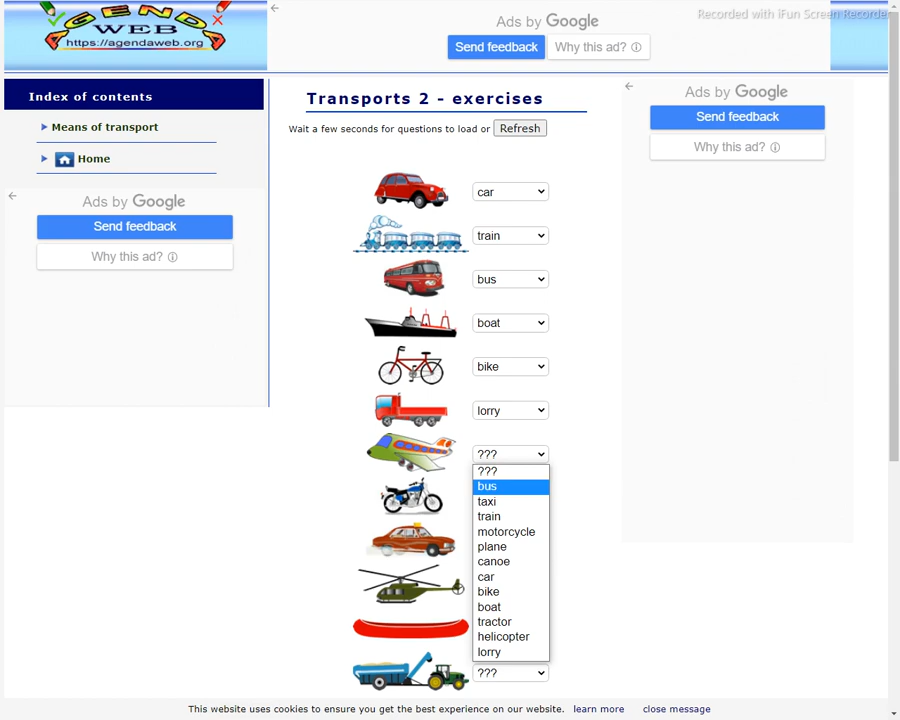 AGENDA
WEB
https://agendaweb.org
Ads by Google
Send feedback
Why this ad?
Recorded with iFun Screen Recorder
Index of contents
Means of transport
Home
Ads by Google
Send feedback
Why this ad?
Transports 2 - exercises
Wait a few seconds for questions to load or Refresh
car
train
bus
boat
bike
lorry
???
???
bus
taxi
train
motorcycle
plane
canoe
car
bike
boat
tractor
helicopter
lorry
???
Ads by Google
Send feedback
Why this ad?
This website uses cookies to ensure you get the best experience on our website. learn more close message